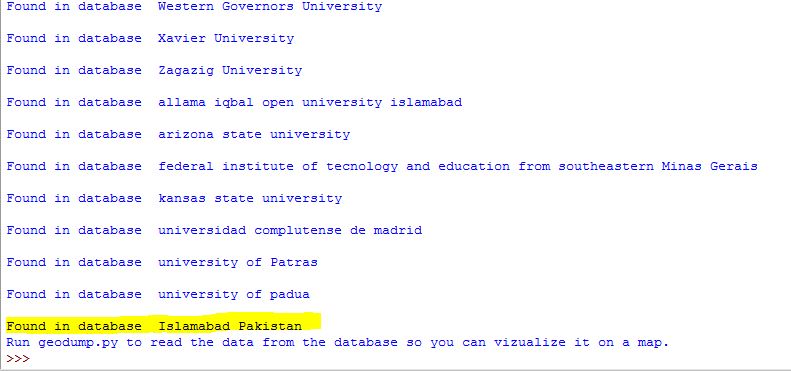 Found in database  Western Governors University
Found in database  Xavier University
Found in database  Zagazig University
Found in database  allama iqbal open university islamabad
Found in database  arizona state university
Found in database  federal institute of tecnology and education from southeastern Minas Gerais
Found in database  kansas state university
Found in database  universidad complutense de madrid
Found in database  university of Patras
Found in database  university of padua
Found in database  Islamabad Pakistan
Run geodump.py to read the data from the database so you can vizualize it on a map.
>>>